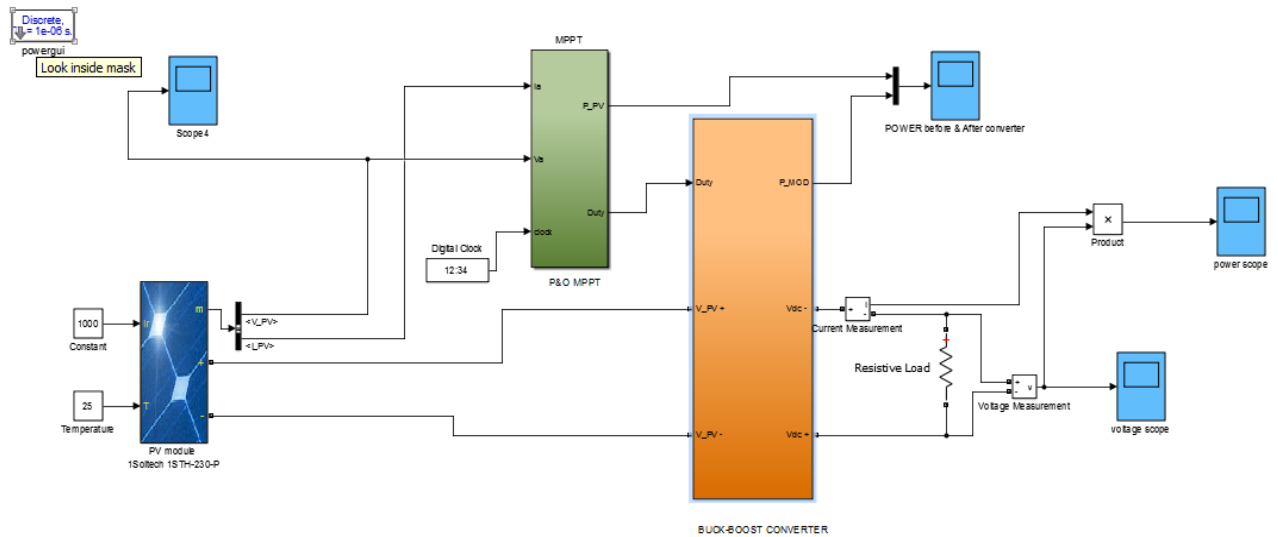 Discrete,
= 1e-06 s.
powergui
Look inside mask
Scope4
MPPT
Ia
P_PV
Va
Duty
clock
P&O MPPT
Digital Clock
12:34
POWER before & After converter
Duty
P_MOD
V_PV +
Vdc -
V_PV -
Vdc +
BUCK-BOOST CONVERTER
×
Product
power scope
+
-
Current Measurement
Resistive Load
+
+
-
v
Voltage Measurement
voltage scope
1000
Constant
25
Temperature
Ir
m
+
T
-
PV module
1Soltech 1STH-230-P
<V_PV>
<I_PV>